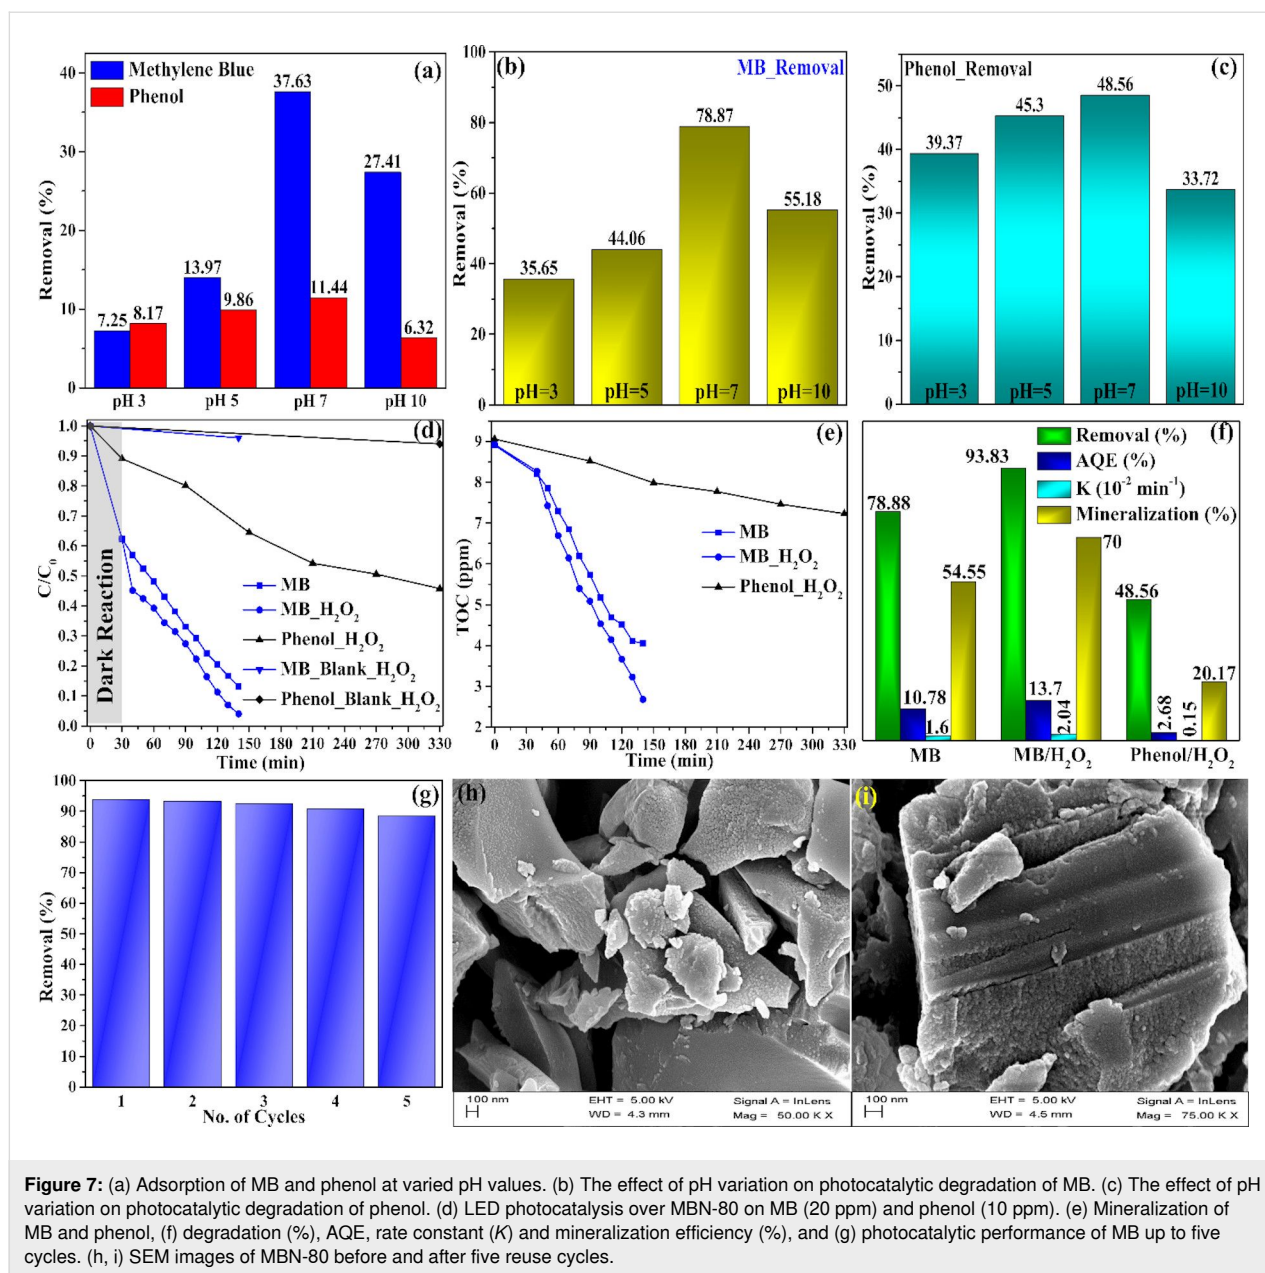 (a)
Methylene Blue
Phenol
Removal (%)
40
30
20
10
0
7.25
8.17
13.97
9.86
37.63
11.44
27.41
6.32
pH 3
pH 5
pH 7
pH 10
(b)
MB_Removal
Removal (%)
100
80
60
40
20
0
35.65
44.06
78.87
55.18
pH=3
pH=5
pH=7
pH=10
(c)
Phenol_Removal
Removal (%)
50
40
30
20
10
0
39.37
45.3
48.56
33.72
pH=3
pH=5
pH=7
pH=10
(d)
C/C₀
1.0
0.9
0.8
0.7
0.6
0.5
0.4
0.3
0.2
0.1
0.0
Dark Reaction
MB
MB_H₂O₂
Phenol_H₂O₂
MB_Blank_H₂O₂
Phenol_Blank_H₂O₂
0 30 60 90 120 150 180 210 240 270 300 330
Time (min)
(e)
TOC (ppm)
9
8
7
6
5
4
3
2
MB
MB_H₂O₂
Phenol_H₂O₂
0 30 60 90 120 150 180 210 240 270 300 330
Time (min)
(f)
Removal (%)
AQE (%)
K (10⁻² min⁻¹)
Mineralization (%)
78.88
10.78
1.6
54.55
93.83
13.7
2.04
70
48.56
2.68
0.15
20.17
MB
MB/H₂O₂
Phenol/H₂O₂
(g)
Removal (%)
100
90
80
70
60
50
40
30
20
10
0
1
2
3
4
5
No. of Cycles
(h)
100 nm
EHT = 5.00 kV
WD = 4.3 mm
Signal A = InLens
Mag = 50.00 K X
(i)
100 nm
EHT = 5.00 kV
WD = 4.5 mm
Signal A = InLens
Mag = 75.00 K X
Figure 7: (a) Adsorption of MB and phenol at varied pH values. (b) The effect of pH variation on photocatalytic degradation of MB. (c) The effect of pH
variation on photocatalytic degradation of phenol. (d) LED photocatalysis over MBN-80 on MB (20 ppm) and phenol (10 ppm). (e) Mineralization of
MB and phenol, (f) degradation (%), AQE, rate constant (K) and mineralization efficiency (%), and (g) photocatalytic performance of MB up to five
cycles. (h, i) SEM images of MBN-80 before and after five reuse cycles.